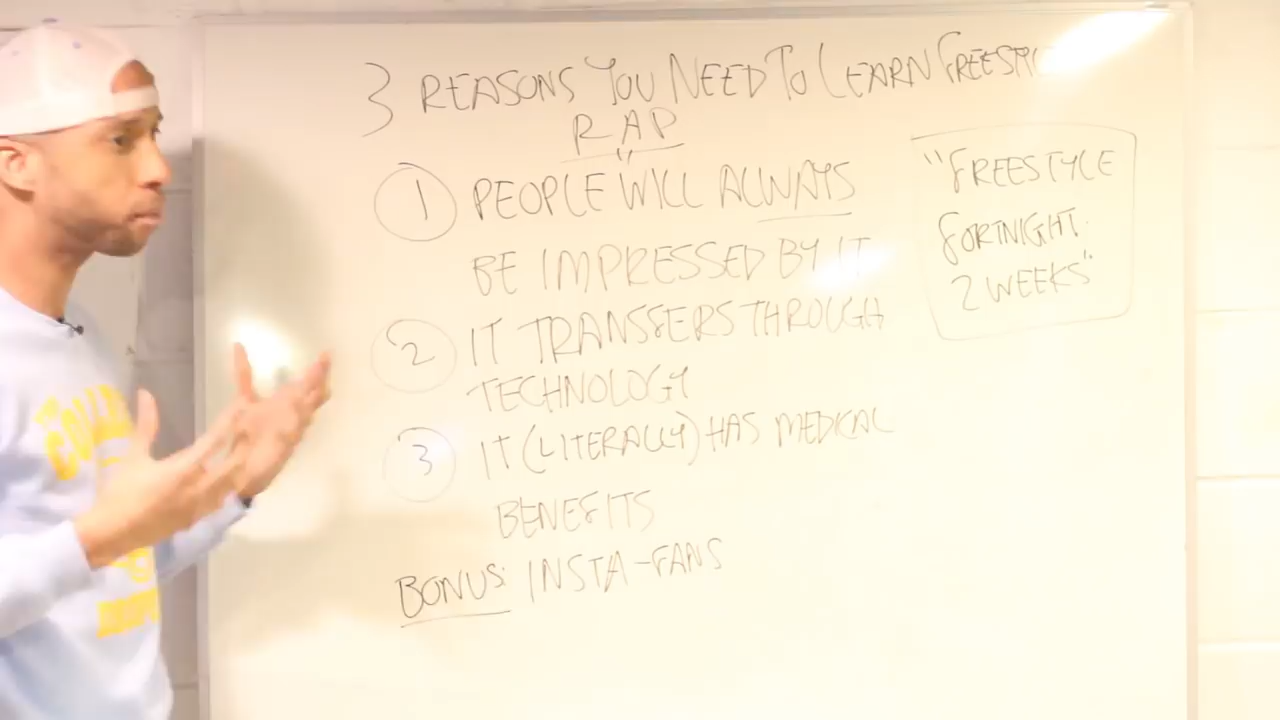 3 REASONS YOU NEED TO LEARN FREESTYLE
RAP
1 PEOPLE WILL ALWAYS
BE IMPRESSED BY IT
2 IT TRANSFERS THROUGH
TECHNOLOGY
3 IT (LITERALLY) HAS MEDICAL
BENEFITS
BONUS: INSTA-FANS
"FREESTYLE
FORTNIGHT.
2 WEEKS"